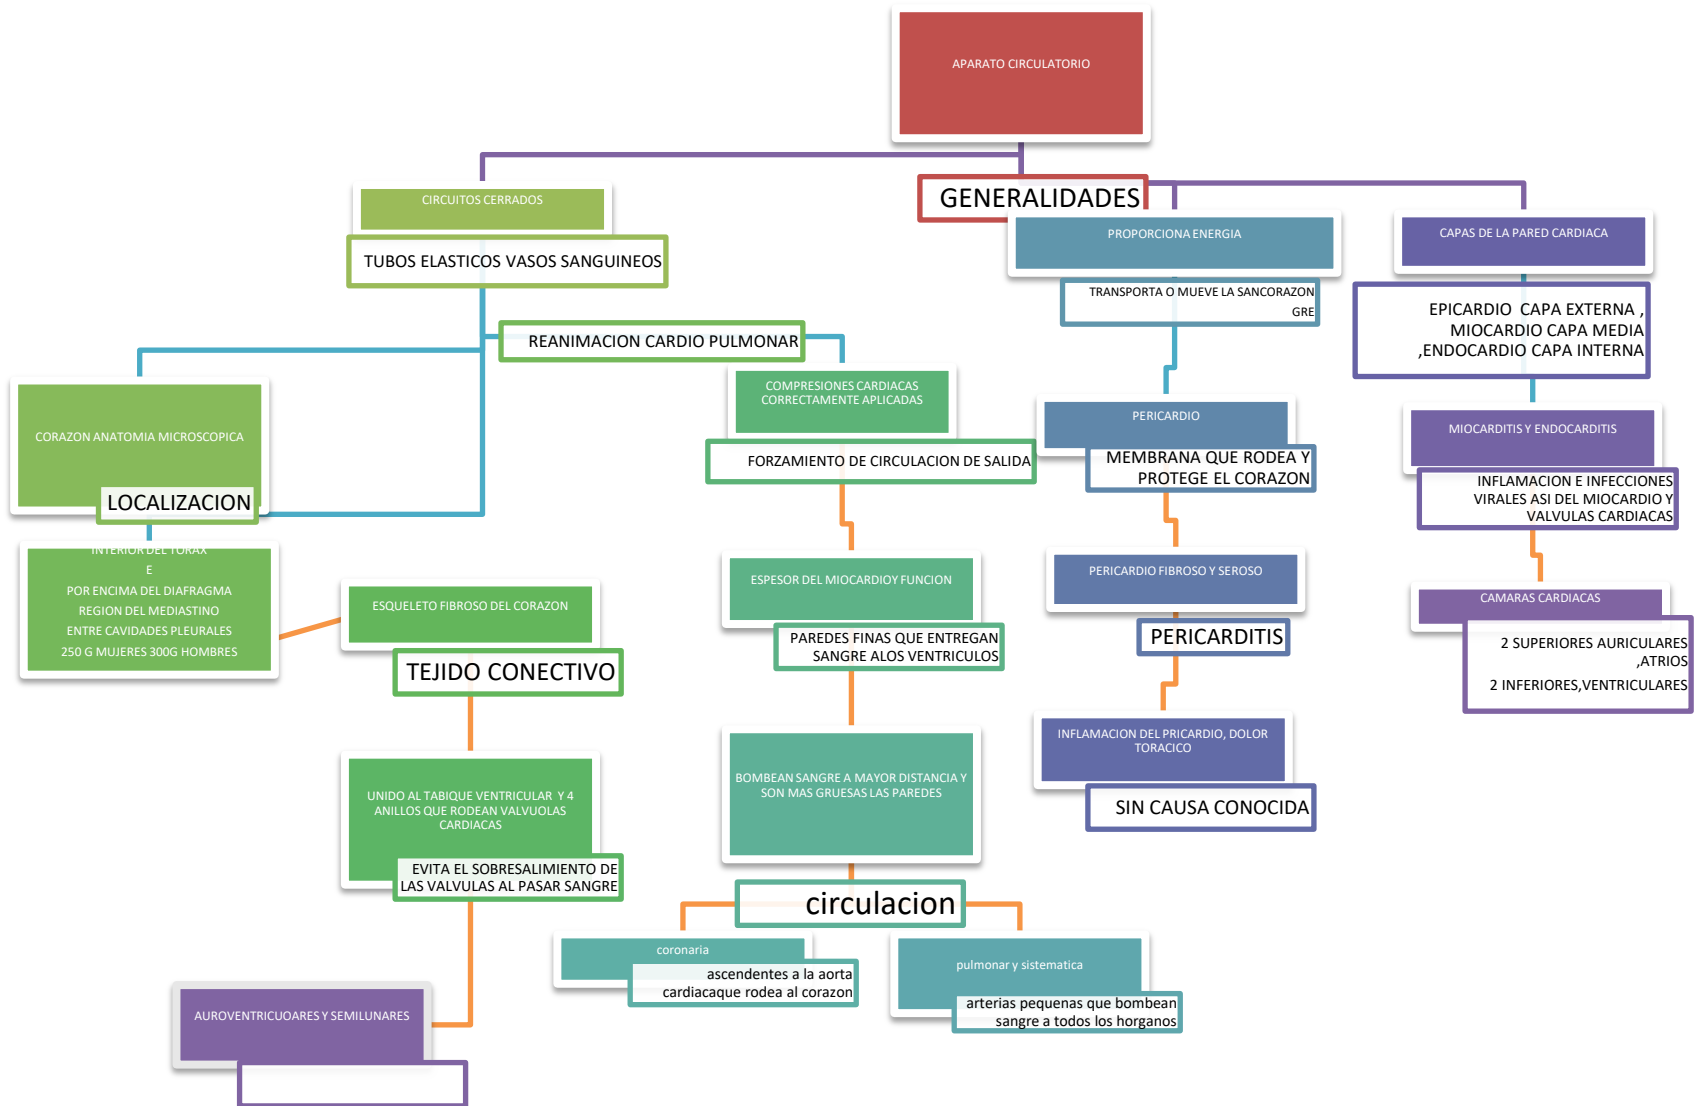 APARATO CIRCULATORIO
GENERALIDADES
CIRCUITOS CERRADOS
TUBOS ELASTICOS VASOS SANGUINEOS
PROPORCIONA ENERGIA
TRANSPORTA O MUEVE LA SANCORAZON
GRE
CAPAS DE LA PARED CARDIACA
EPICARDIO CAPA EXTERNA ,
MIOCARDIO CAPA MEDIA
,ENDOCARDIO CAPA INTERNA
REANIMACION CARDIO PULMONAR
CORAZON ANATOMIA MICROSCOPICA
LOCALIZACION
COMPRESIONES CARDIACAS
CORRECTAMENTE APLICADAS
FORZAMIENTO DE CIRCULACION DE SALIDA
PERICARDIO
MEMBRANA QUE RODEA Y
PROTEGE EL CORAZON
MIOCARDITIS Y ENDOCARDITIS
INFLAMACION E INFECCIONES
VIRALES ASI DEL MIOCARDIO Y
VALVULAS CARDIACAS
INTERIOR DEL TORAX
E
POR ENCIMA DEL DIAFRAGMA
REGION DEL MEDIASTINO
ENTRE CAVIDADES PLEURALES
250 G MUJERES 300G HOMBRES
ESQUELETO FIBROSO DEL CORAZON
TEJIDO CONECTIVO
ESPESOR DEL MIOCARDIOY FUNCION
PAREDES FINAS QUE ENTREGAN
SANGRE ALOS VENTRICULOS
PERICARDIO FIBROSO Y SEROSO
PERICARDITIS
CAMARAS CARDIACAS
2 SUPERIORES AURICULARES
,ATRIOS
2 INFERIORES,VENTRICULARES
UNIDO AL TABIQUE VENTRICULAR Y 4
ANILLOS QUE RODEAN VALVUOLAS
CARDIACAS
EVITA EL SOBRESALIMIENTO DE
LAS VALVULAS AL PASAR SANGRE
BOMBEAN SANGRE A MAYOR DISTANCIA Y
SON MAS GRUESAS LAS PAREDES
circulacion
INFLAMACION DEL PRICARDIO, DOLOR
TORACICO
SIN CAUSA CONOCIDA
coronaria
ascendentes a la aorta
cardiacaque rodea al corazon
pulmonar y sistematica
arterias pequenas que bombean
sangre a todos los horganos
AUROVENTRICUOARES Y SEMILUNARES